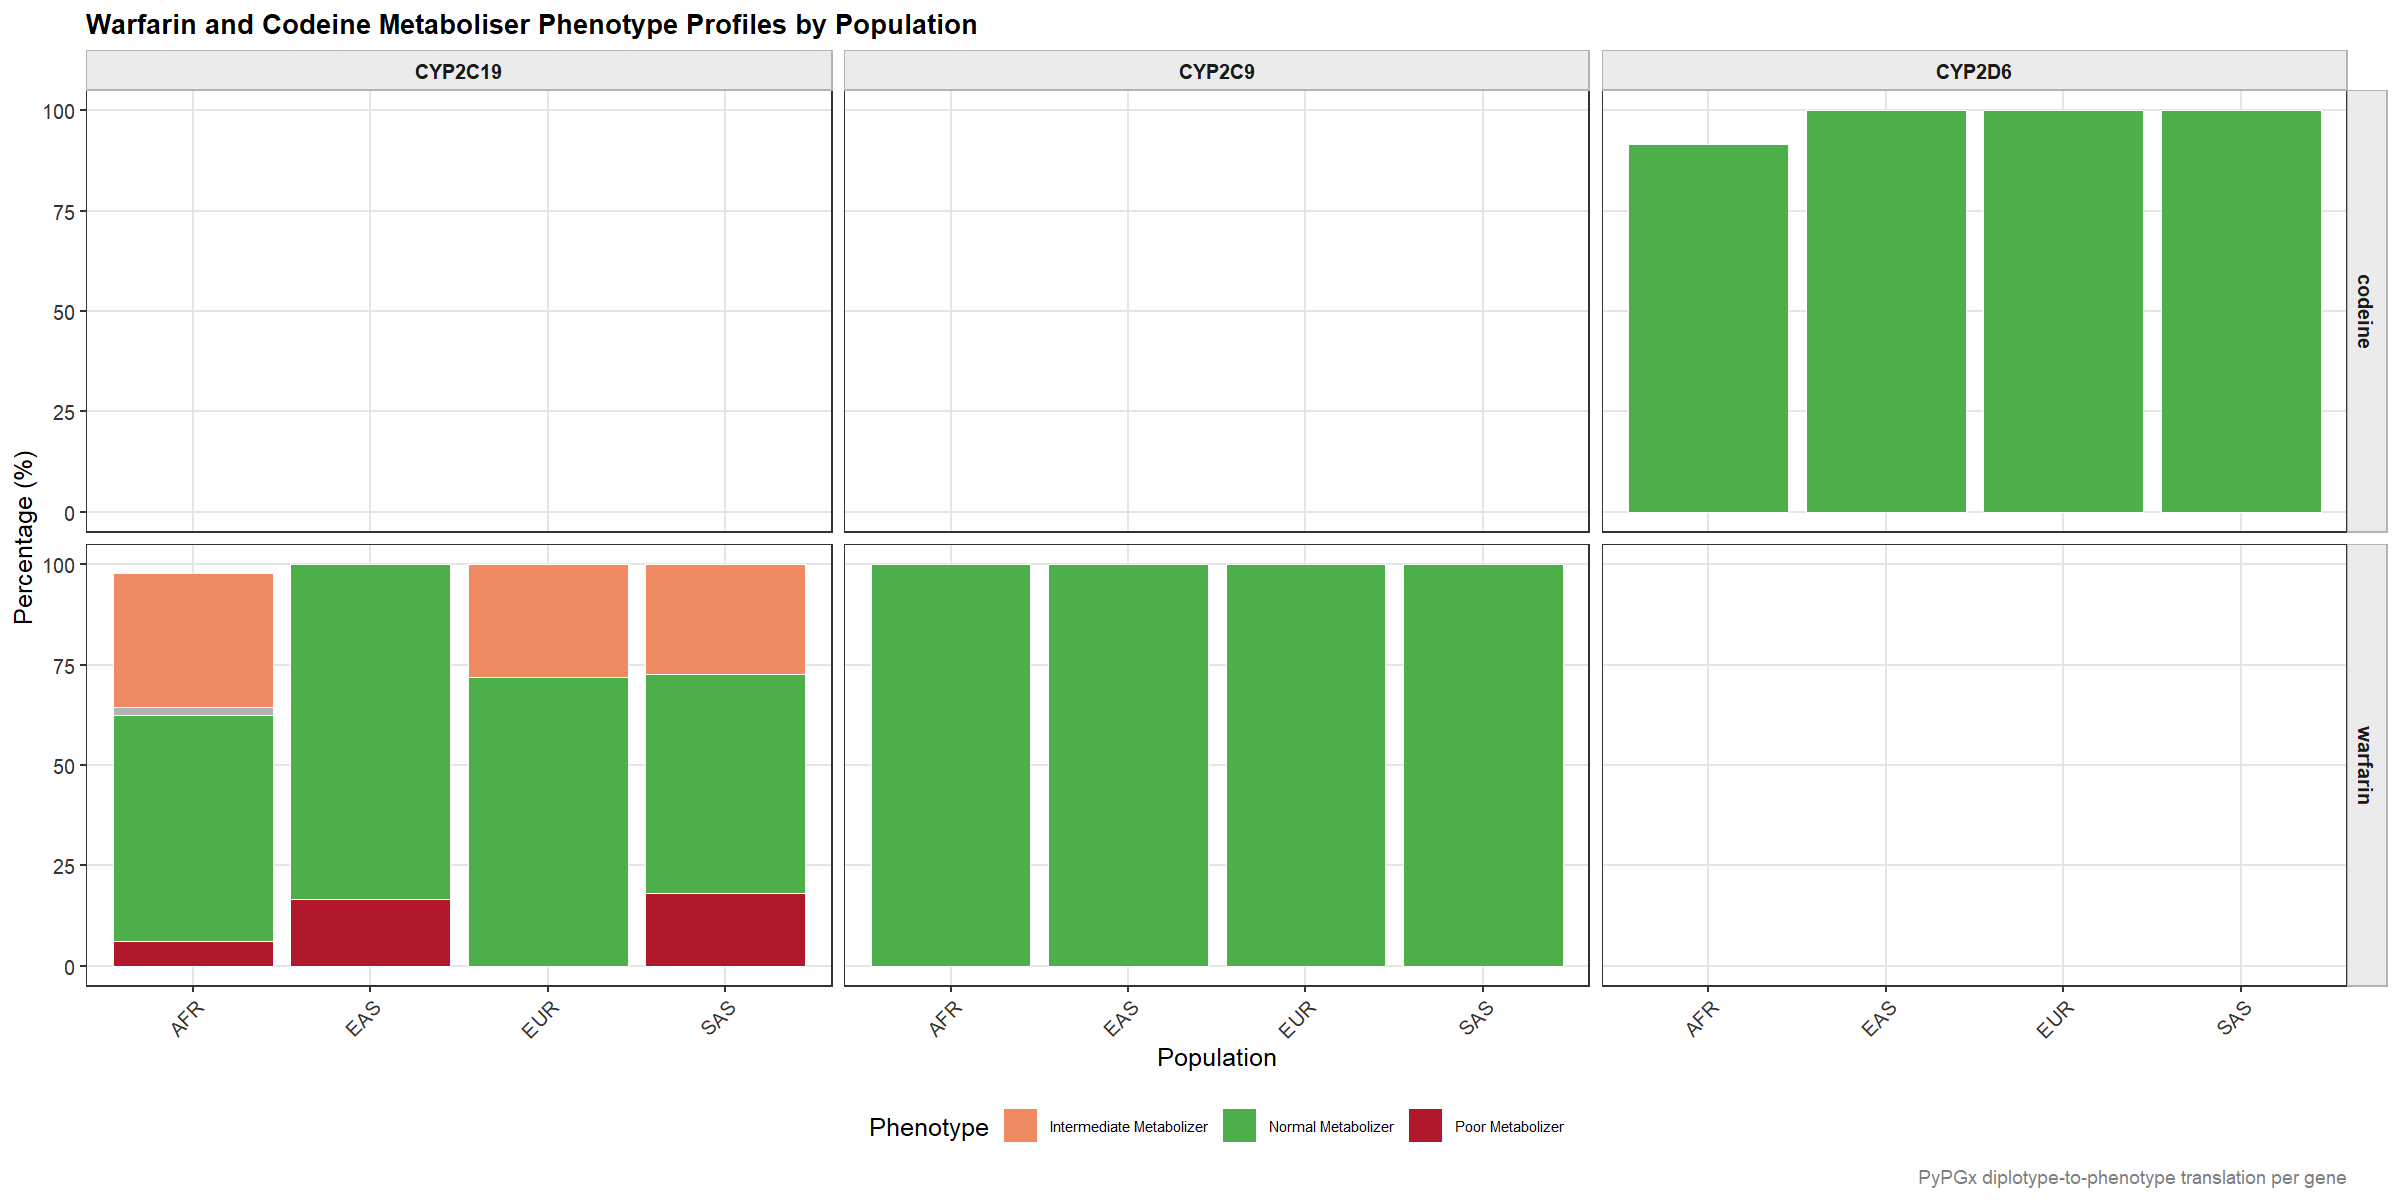 Warfarin and Codeine Metaboliser Phenotype Profiles by Population
CYP2C19
CYP2C9
CYP2D6
100
75
50
25
0
codeine
Percentage (%)
100
75
50
25
0
warfarin
AFR
EAS
EUR
SAS
AFR
EAS
EUR
SAS
AFR
EAS
EUR
SAS
Population
Phenotype
Intermediate Metabolizer
Normal Metabolizer
Poor Metabolizer
PyPGx diplotype-to-phenotype translation per gene